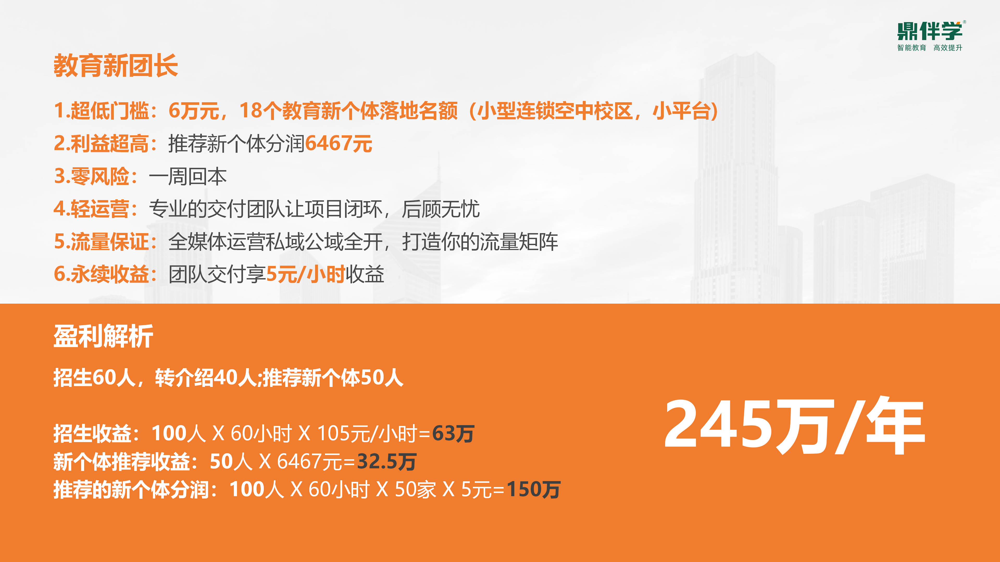 鼎伴学®
智能教育 高效提升
教育新团长
1.超低门槛：6万元，18个教育新个体落地名额（小型连锁空中校区，小平台)
2.利益超高：推荐新个体分润6467元
3.零风险：一周回本
4.轻运营：专业的交付团队让项目闭环，后顾无忧
5.流量保证：全媒体运营私域公域全开，打造你的流量矩阵
6.永续收益：团队交付享5元/小时收益
盈利解析
招生60人，转介绍40人;推荐新个体50人
245万/年
招生收益：100人 X 60小时 X 105元/小时=63万
新个体推荐收益：50人 X 6467元=32.5万
推荐的新个体分润：100人 X 60小时 X 50家 X 5元=150万